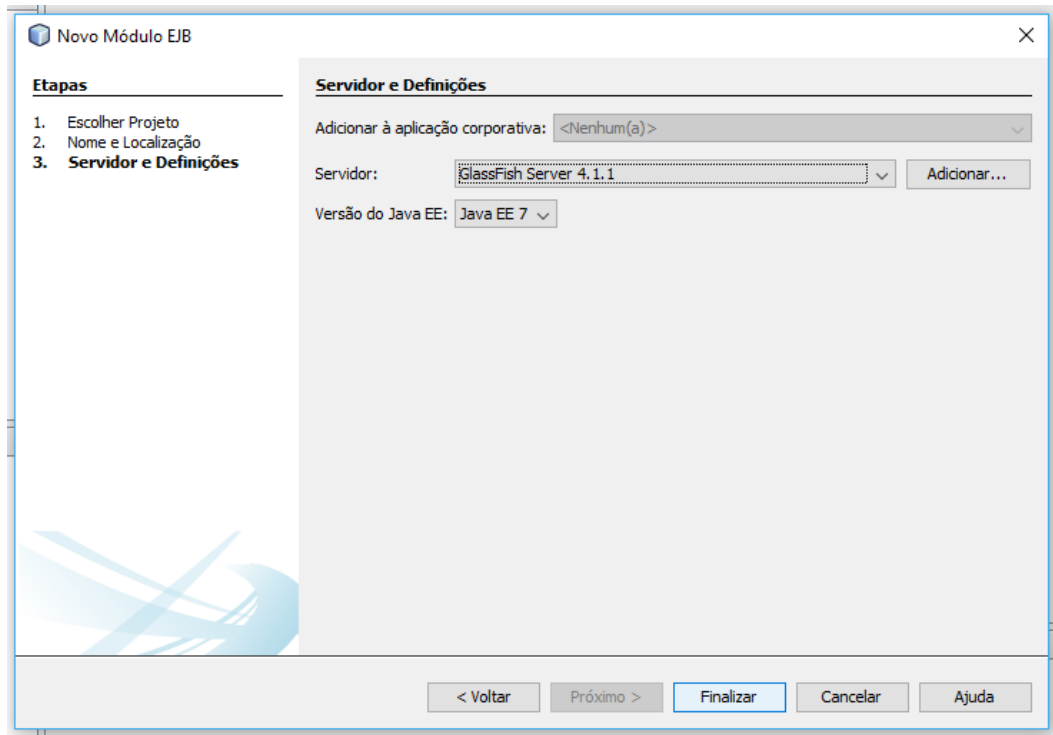 Novo Módulo EJB
Etapas
1. Escolher Projeto
2. Nome e Localização
3. Servidor e Definições
Servidor e Definições
Adicionar à aplicação corporativa: <Nenhum(a)>
Servidor: GlassFish Server 4.1.1 Adicionar...
Versão do Java EE: Java EE 7
< Voltar Próximo > Finalizar Cancelar Ajuda